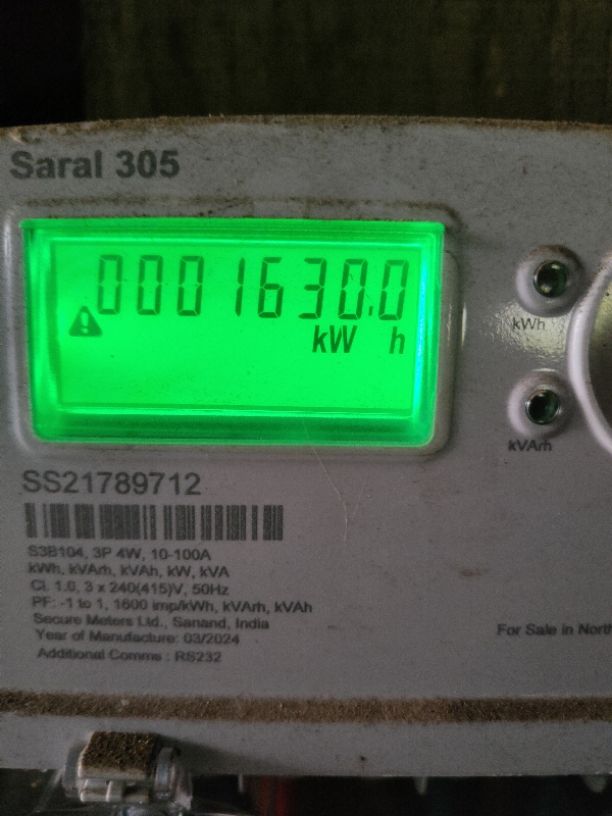 Saral 305
0001630.0
kW h
kWh
kVArh
SS21789712
S3B104, 3P 4W, 10-100A
kWh, kVArh, kVAh, kW, kVA
Cl. 1.0, 3 x 240(415)V, 50Hz
PF: -1 to 1, 1600 imp/kWh, kVArh, kVAh
Secure Meters Ltd., Sanand, India
Year of Manufacture: 03/2024
Additional Comms : RS232
For Sale in North